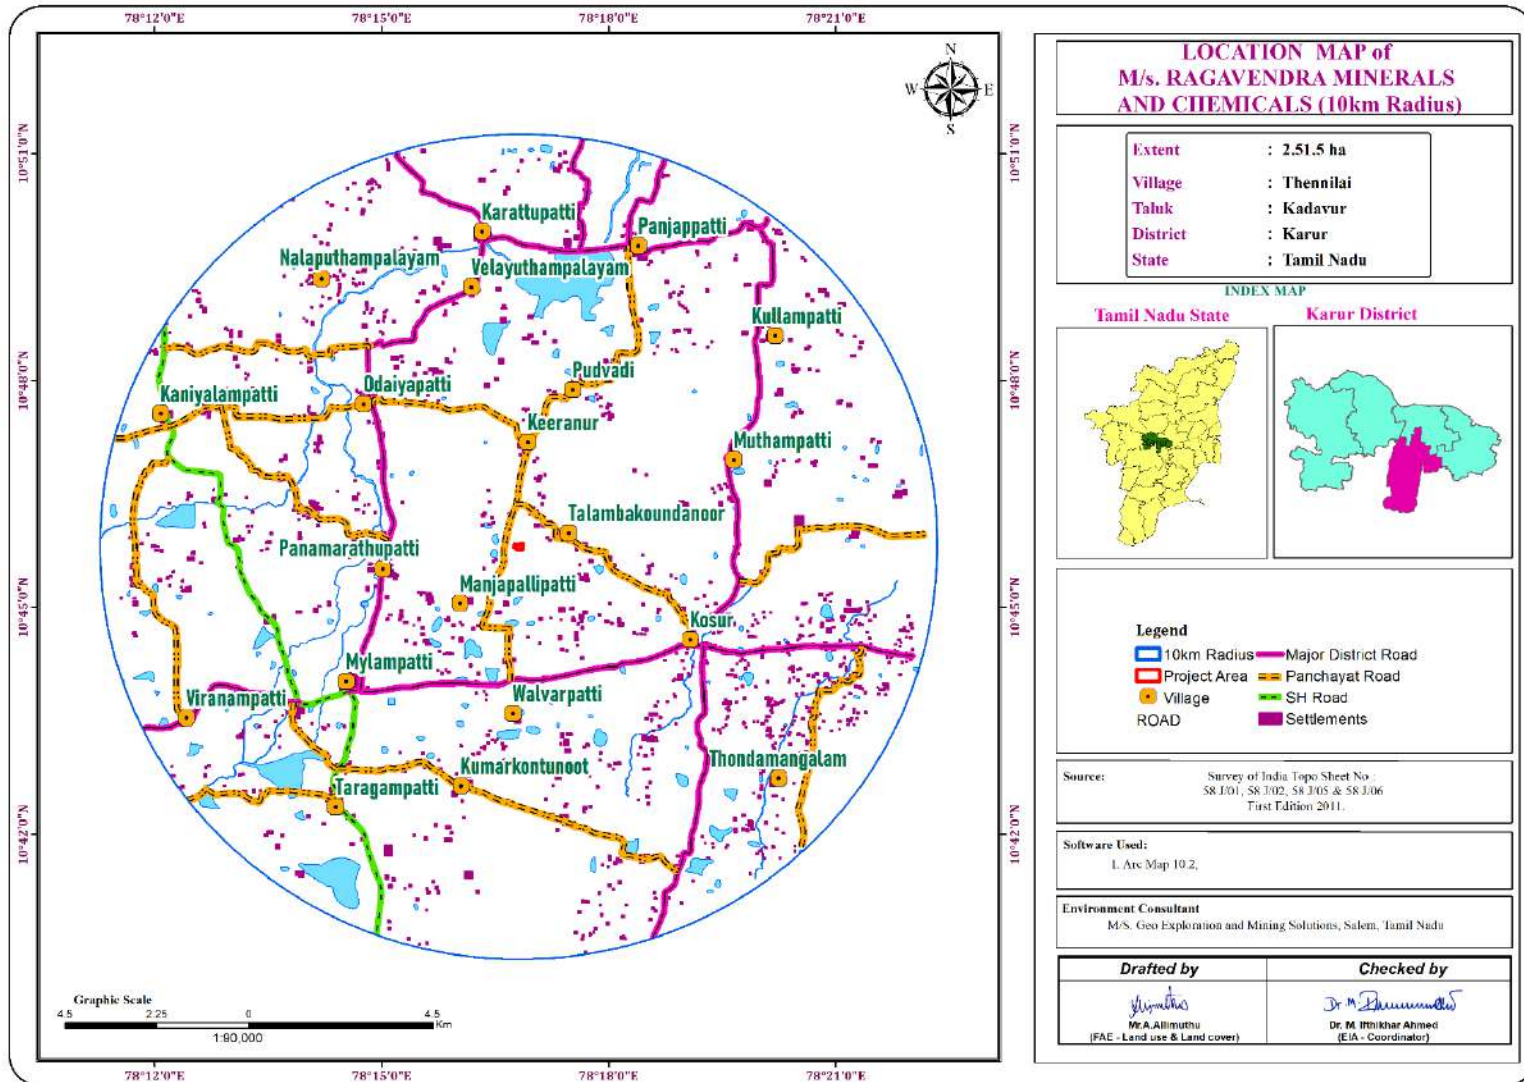 78°12'0"E 78°15'0"E 78°18'0"E 78°21'0"E
N
W E
S
10°51'0"N 10°51'0"N
10°48'0"N 10°48'0"N
10°45'0"N 10°45'0"N
10°42'0"N 10°42'0"N
Karattupatti
Panjappatti
Nalaputhampalayam
Velayuthampalayam
Kullampatti
Pudvadi
Odaiyapatti
Kaniyalampatti
Keeranur
Muthampatti
Talambakoundanoor
Panamarathupatti
Manjapallipatti
Kosur
Mylampatti
Viranampatti
Walvarpatti
Thondamangalam
Kumarkontunoot
Taragampatti
Graphic Scale
4.5 2.25 0 4.5
Km
1:90,000
78°12'0"E 78°15'0"E 78°18'0"E 78°21'0"E
LOCATION MAP of
M/s. RAGAVENDRA MINERALS
AND CHEMICALS (10km Radius)
Extent : 2.51.5 ha
Village : Thennilai
Taluk : Kadavur
District : Karur
State : Tamil Nadu
INDEX MAP
Tamil Nadu State Karur District
Legend
10km Radius Major District Road
Project Area Panchayat Road
Village SH Road
ROAD Settlements
Source: Survey of India Topo Sheet No :
58 J/01, 58 J/02, 58 J/05 & 58 J/06
First Edition 2011.
Software Used:
1. Arc Map 10.2,
Environment Consultant
M/S. Geo Exploration and Mining Solutions, Salem, Tamil Nadu
Drafted by Checked by
Mr.A.Allimuthu Dr. M. Ifthikhar Ahmed
(FAE - Land use & Land cover) (EIA - Coordinator)